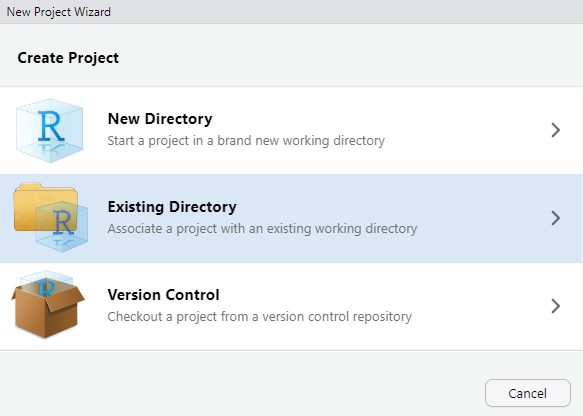 New Project Wizard
Create Project
R
New Directory
Start a project in a brand new working directory
R
Existing Directory
Associate a project with an existing working directory
R
Version Control
Checkout a project from a version control repository
Cancel